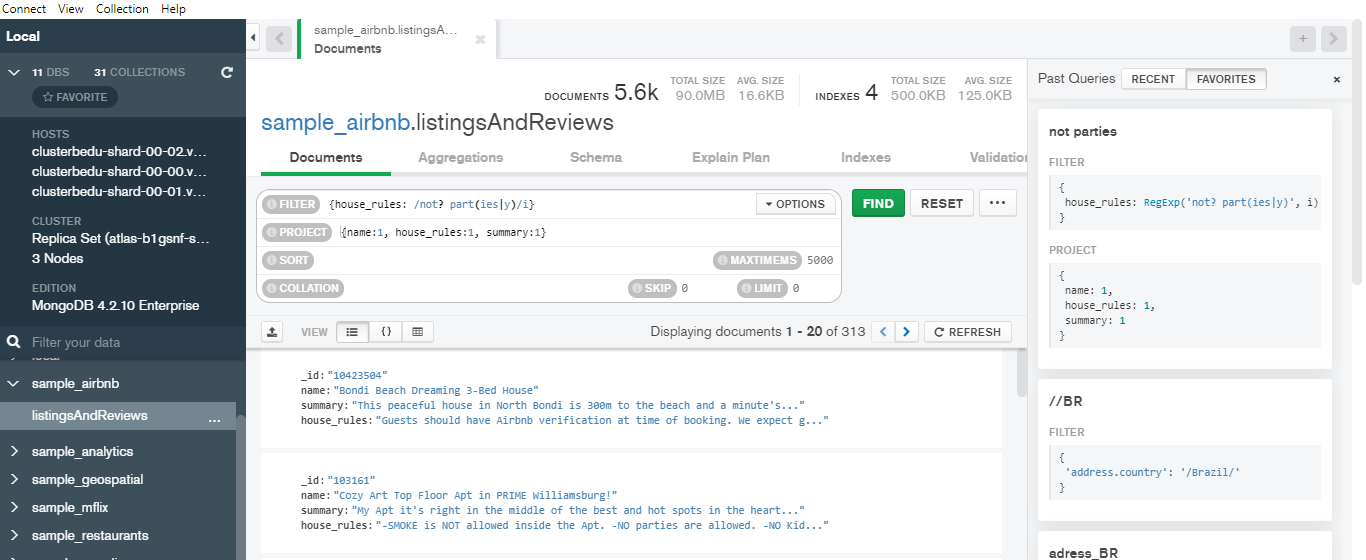 Connect View Collection Help
Local
11 DBS 31 COLLECTIONS
FAVORITE
HOSTS
clusterbedu-shard-00-02.v...
clusterbedu-shard-00-00.v...
clusterbedu-shard-00-01.v...
CLUSTER
Replica Set (atlas-b1gsnf-s...
3 Nodes
EDITION
MongoDB 4.2.10 Enterprise
Filter your data
local
sample_airbnb
listingsAndReviews ...
sample_analytics
sample_geospatial
sample_mflix
sample_restaurants
sample_airbnb.listingsA...
Documents
DOCUMENTS 5.6k TOTAL SIZE 90.0MB AVG. SIZE 16.6KB INDEXES 4 TOTAL SIZE 500.0KB AVG. SIZE 125.0KB
sample_airbnb.listingsAndReviews
Documents Aggregations Schema Explain Plan Indexes Validation
FILTER {house_rules: /not? part(ies|y)/i} OPTIONS FIND RESET ...
PROJECT {name:1, house_rules:1, summary:1}
SORT MAXTIMEMS 5000
COLLATION SKIP 0 LIMIT 0
VIEW {} Displaying documents 1 - 20 of 313 < > REFRESH
_id:"10423504"
name:"Bondi Beach Dreaming 3-Bed House"
summary:"This peaceful house in North Bondi is 300m to the beach and a minute's..."
house_rules:"Guests should have Airbnb verification at time of booking. We expect g..."
_id:"103161"
name:"Cozy Art Top Floor Apt in PRIME Williamsburg!"
summary:"My Apt it's right in the middle of the best and hot spots in the heart..."
house_rules:"-SMOKE is NOT allowed inside the Apt. -NO parties are allowed. -NO Kid..."
Past Queries RECENT FAVORITES ×
not parties
FILTER
{
house_rules: RegExp('not? part(ies|y)', i)
}
PROJECT
{
name: 1,
house_rules: 1,
summary: 1
}
//BR
FILTER
{
'address.country': '/Brazil/'
}
adress_BR